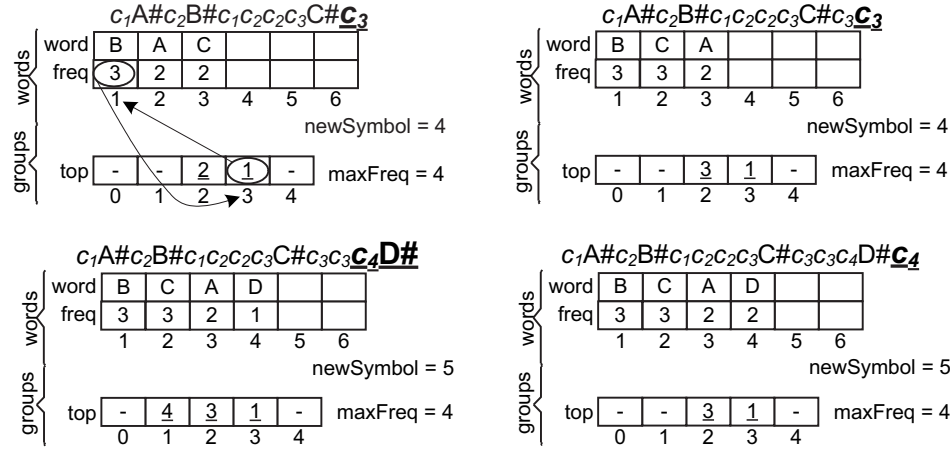 c₁A#c₂B#c₁c₂c₂c₃C#c₃
words
word B A C
freq 3 2 2
1 2 3 4 5 6
newSymbol = 4
groups
top - - 2 1 - maxFreq = 4
0 1 2 3 4
c₁A#c₂B#c₁c₂c₂c₃C#c₃c₃
words
word B C A
freq 3 3 2
1 2 3 4 5 6
newSymbol = 4
groups
top - - 3 1 - maxFreq = 4
0 1 2 3 4
c₁A#c₂B#c₁c₂c₂c₃C#c₃c₃c₄D#
words
word B C A D
freq 3 3 2 1
1 2 3 4 5 6
newSymbol = 5
groups
top - 4 3 1 - maxFreq = 4
0 1 2 3 4
c₁A#c₂B#c₁c₂c₂c₃C#c₃c₃c₄D#c₄
words
word B C A D
freq 3 3 2 2
1 2 3 4 5 6
newSymbol = 5
groups
top - - 3 1 - maxFreq = 4
0 1 2 3 4